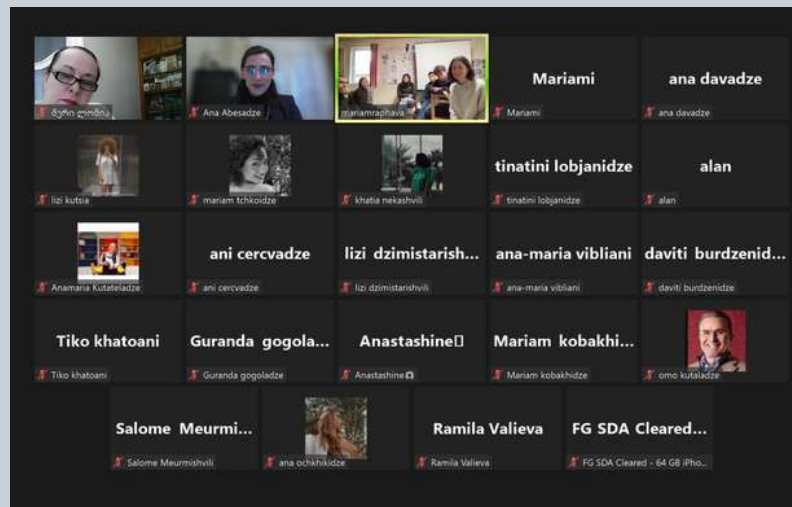 მერი ლომია
Ana Abesadze
mariamraphava
Mariami
Mariami
ana davadze
ana davadze
lizi kutsia
mariam tchkoidze
khatia nekashvili
tinatini lobjanidze
tinatini lobjanidze
alan
alan
Anamaria Kutateladze
ani cercvadze
ani cercvadze
lizi dzimistarish...
lizi dzimistarishvili
ana-maria vibliani
ana-maria vibliani
daviti burdzenid...
daviti burdzenidze
Tiko khatoani
Tiko khatoani
Guranda gogola...
Guranda gogoladze
Anastashine
Anastashine
Mariam kobakhi...
Mariam kobakhidze
omo kutaladze
Salome Meurmi...
Salome Meurmishvili
ana ochkhikidze
Ramila Valieva
Ramila Valieva
FG SDA Cleared...
FG SDA Cleared - 64 GB iPho...